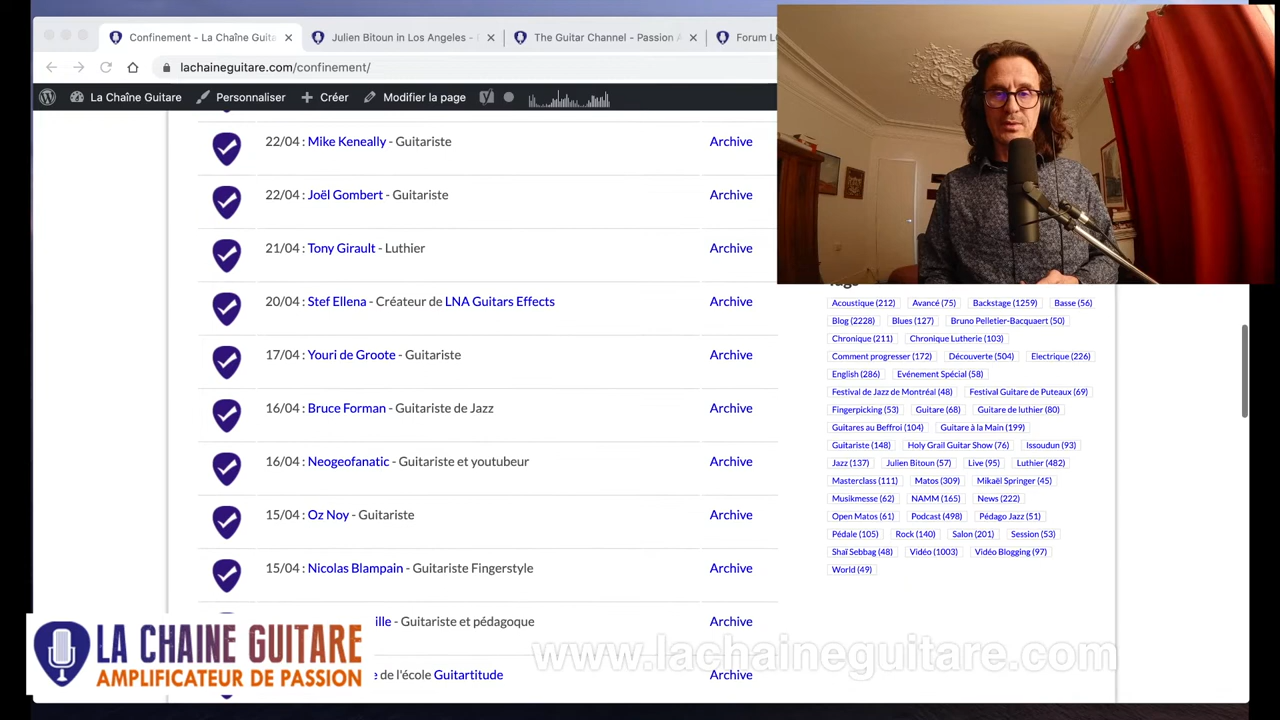 Confinement - La Chaîne Guita
Julien Bitoun in Los Angeles -
The Guitar Channel - Passion A
Forum L
lachaineguitare.com/confinement/
La Chaîne Guitare Personnaliser Créer Modifier la page
22/04 : Mike Keneally - Guitariste Archive
22/04 : Joël Gombert - Guitariste Archive
21/04 : Tony Girault - Luthier Archive
20/04 : Stef Ellena - Créateur de LNA Guitars Effects Archive
17/04 : Youri de Groote - Guitariste Archive
16/04 : Bruce Forman - Guitariste de Jazz Archive
16/04 : Neogeofanatic - Guitariste et youtubeur Archive
15/04 : Oz Noy - Guitariste Archive
15/04 : Nicolas Blampain - Guitariste Fingerstyle Archive
ille - Guitariste et pédagogue Archive
e de l'école Guitartitude Archive
Acoustique (212) Avancé (75) Backstage (1259) Basse (56)
Blog (2228) Blues (127) Bruno Pelletier-Bacquaert (50)
Chronique (211) Chronique Lutherie (103)
Comment progresser (172) Découverte (504) Electrique (226)
English (286) Evénement Spécial (58)
Festival de Jazz de Montréal (48) Festival Guitare de Puteaux (69)
Fingerpicking (53) Guitare (68) Guitare de luthier (80)
Guitares au Beffroi (104) Guitare à la Main (199)
Guitariste (148) Holy Grail Guitar Show (76) Issoudun (93)
Jazz (137) Julien Bitoun (57) Live (95) Luthier (482)
Masterclass (111) Matos (309) Mikaël Springer (45)
Musikmesse (62) NAMM (165) News (222)
Open Matos (61) Podcast (498) Pédago Jazz (51)
Pédale (105) Rock (140) Salon (201) Session (53)
Shaï Sebbag (48) Vidéo (1003) Vidéo Blogging (97)
World (49)
LA CHAINE GUITARE
AMPLIFICATEUR DE PASSION
www.lachaineguitare.com